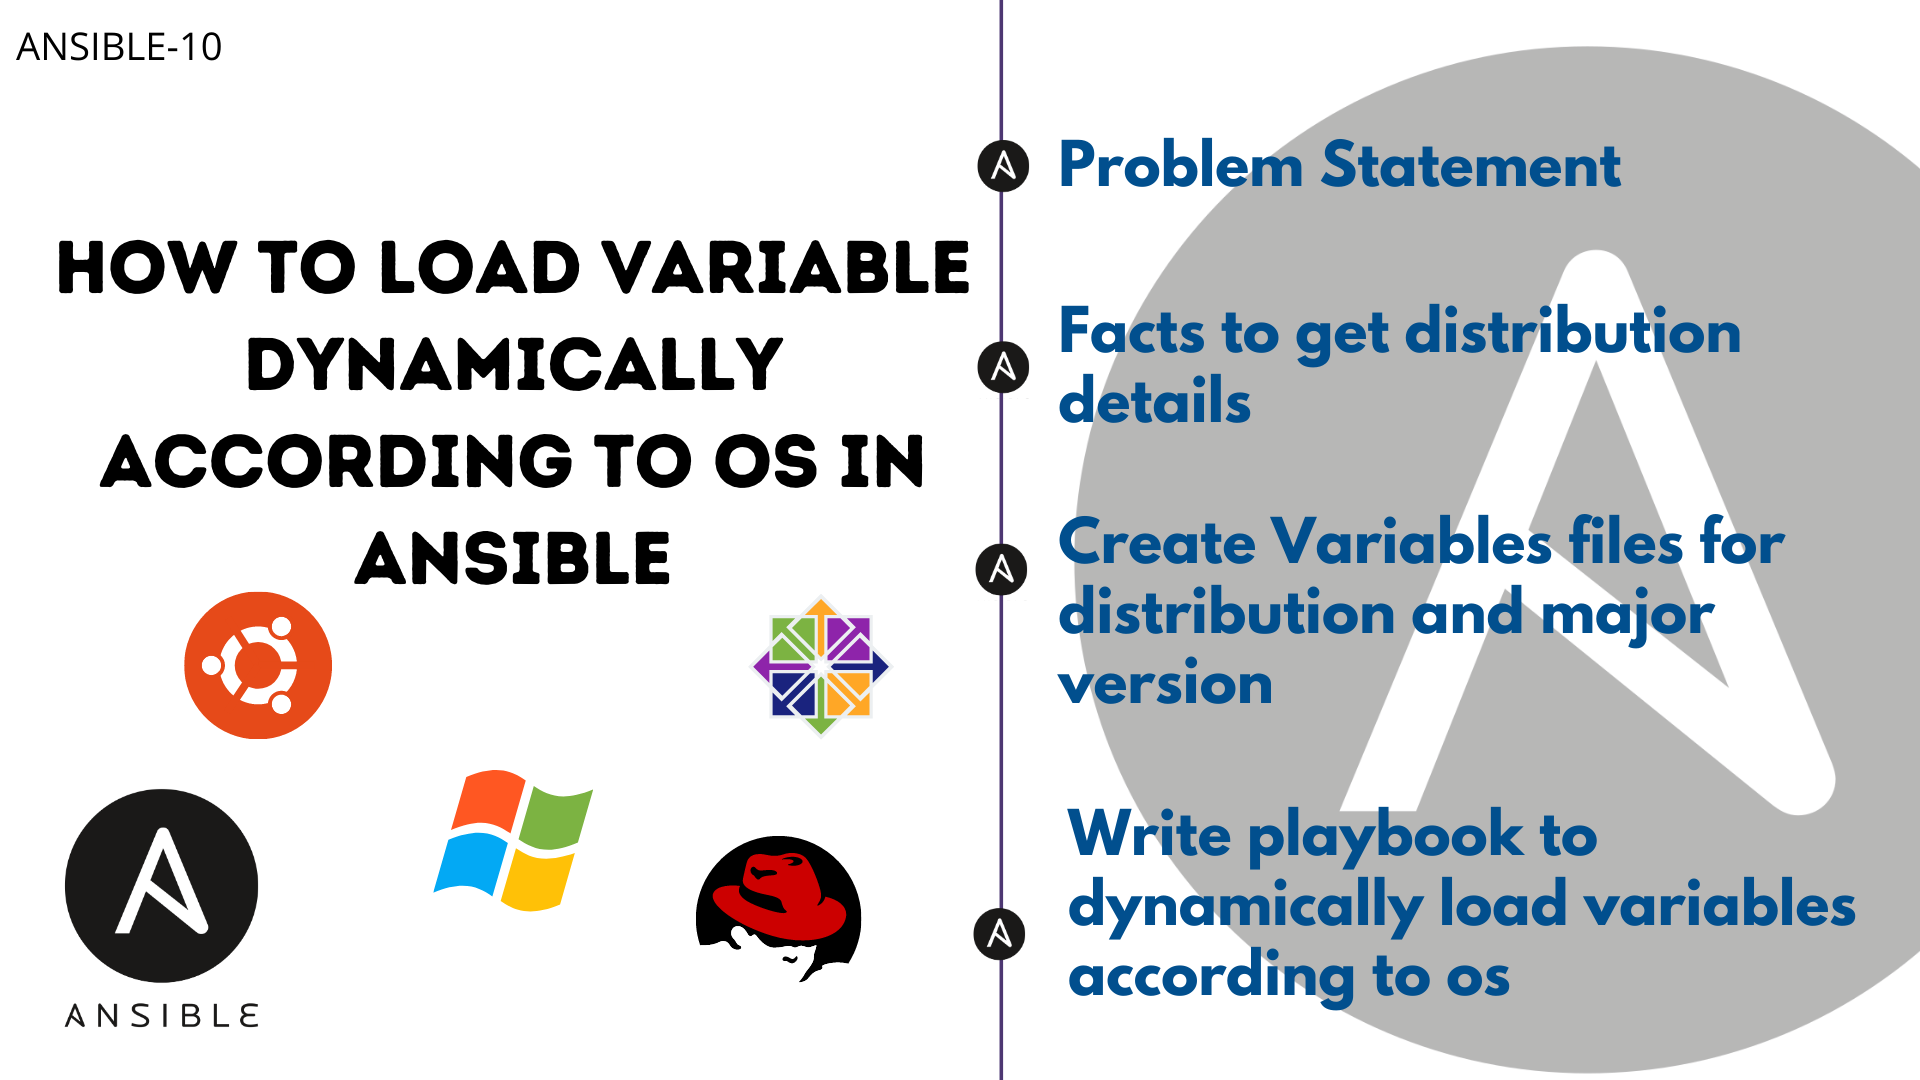 ANSIBLE-10
HOW TO LOAD VARIABLE
DYNAMICALLY
ACCORDING TO OS IN
ANSIBLE
ANSIBLE
Problem Statement
Facts to get distribution
details
Create Variables files for
distribution and major
version
Write playbook to
dynamically load variables
according to os